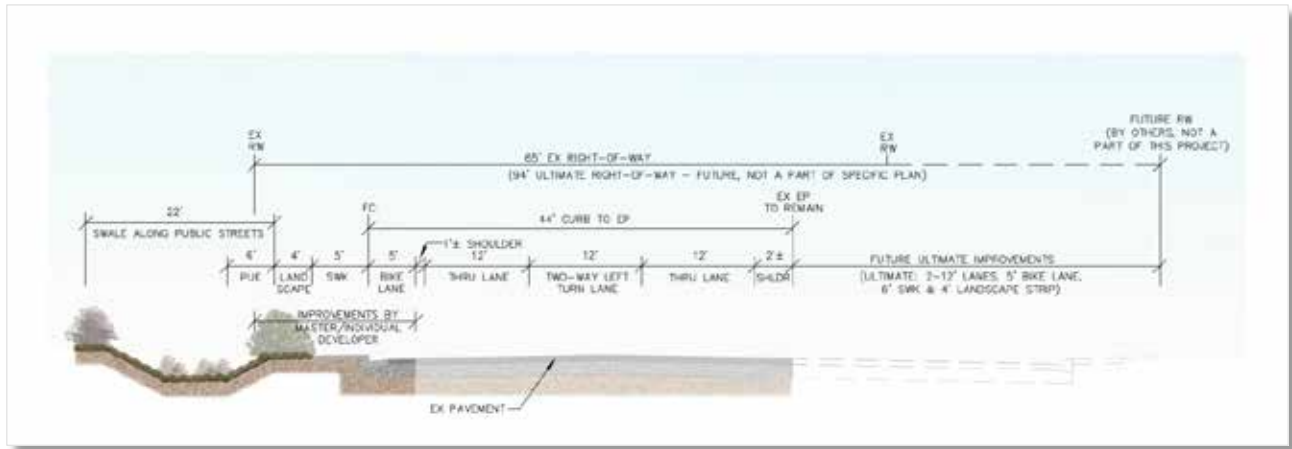 EX
RW
EX
RW
FUTURE RW
(BY OTHERS, NOT A
PART OF THIS PROJECT)
65' EX RIGHT-OF-WAY
(94' ULTIMATE RIGHT-OF-WAY – FUTURE, NOT A PART OF SPECIFIC PLAN)
22'
SWALE ALONG PUBLIC STREETS
FC
44' CURB TO EP
EX EP
TO REMAIN
1'± SHOULDER
6'
PUE
4'
LAND
SCAPE
5'
SWK
5'
BIKE
LANE
12'
THRU LANE
12'
TWO-WAY LEFT
TURN LANE
12'
THRU LANE
2'±
SHLDR
FUTURE ULTIMATE IMPROVEMENTS
(ULTIMATE: 2-12' LANES, 5' BIKE LANE,
6' SWK & 4' LANDSCAPE STRIP)
IMPROVEMENTS BY
MASTER/INDIVIDUAL
DEVELOPER
EX PAVEMENT